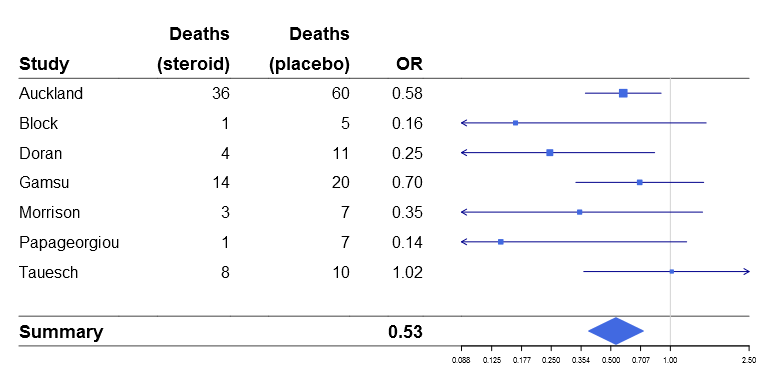 Deaths Deaths
Study (steroid) (placebo) OR
Auckland 36 60 0.58
Block 1 5 0.16
Doran 4 11 0.25
Gamsu 14 20 0.70
Morrison 3 7 0.35
Papageorgiou 1 7 0.14
Tauesch 8 10 1.02
Summary 0.53
0.088 0.125 0.177 0.250 0.354 0.500 0.707 1.00 2.50